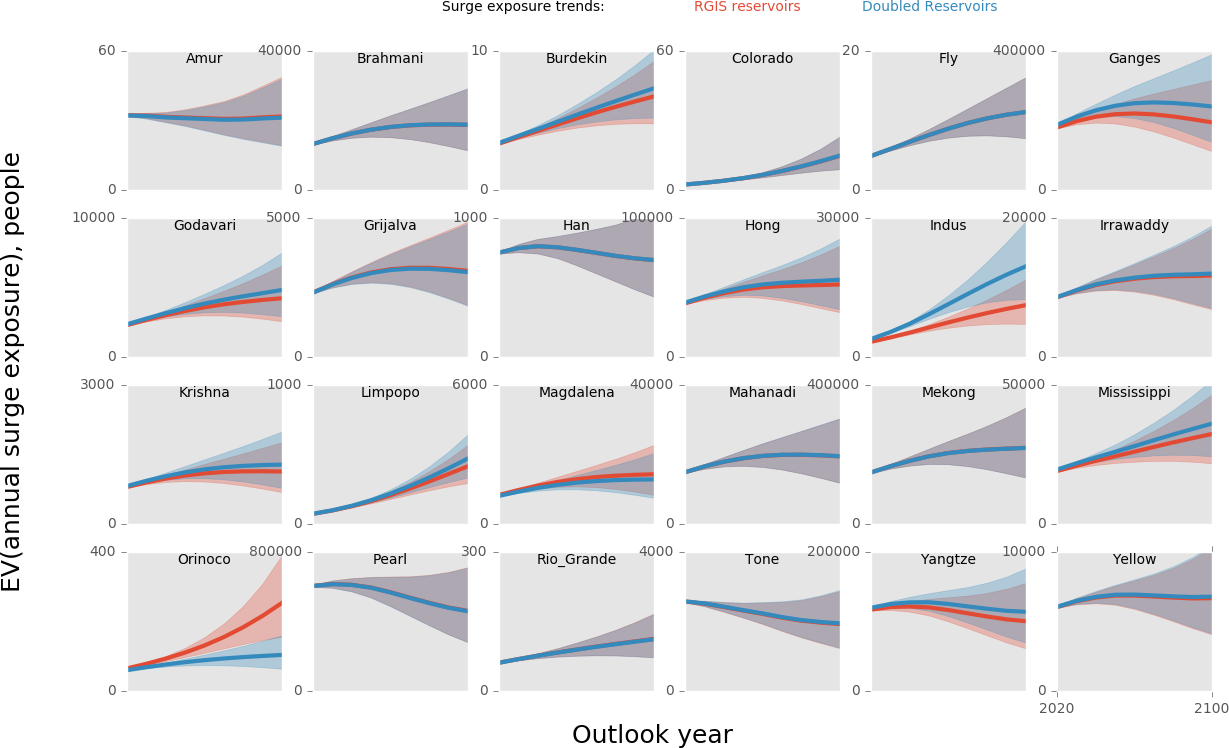 Surge exposure trends: RGIS reservoirs Doubled Reservoirs
60 Amur 40000 Brahmani 10 Burdekin 60 Colorado 20 Fly 400000 Ganges
0 0 0 0 0 0
10000 Godavari 5000 Grijalva 1000 Han 100000 Hong 30000 Indus 20000 Irrawaddy
0 0 0 0 0 0
3000 Krishna 1000 Limpopo 6000 Magdalena 40000 Mahanadi 400000 Mekong 50000 Mississippi
0 0 0 0 0 0
400 Orinoco 800000 Pearl 300 Rio_Grande 4000 Tone 200000 Yangtze 10000 Yellow
0 0 0 0 0 0
2020 2100
EV(annual surge exposure), people
Outlook year